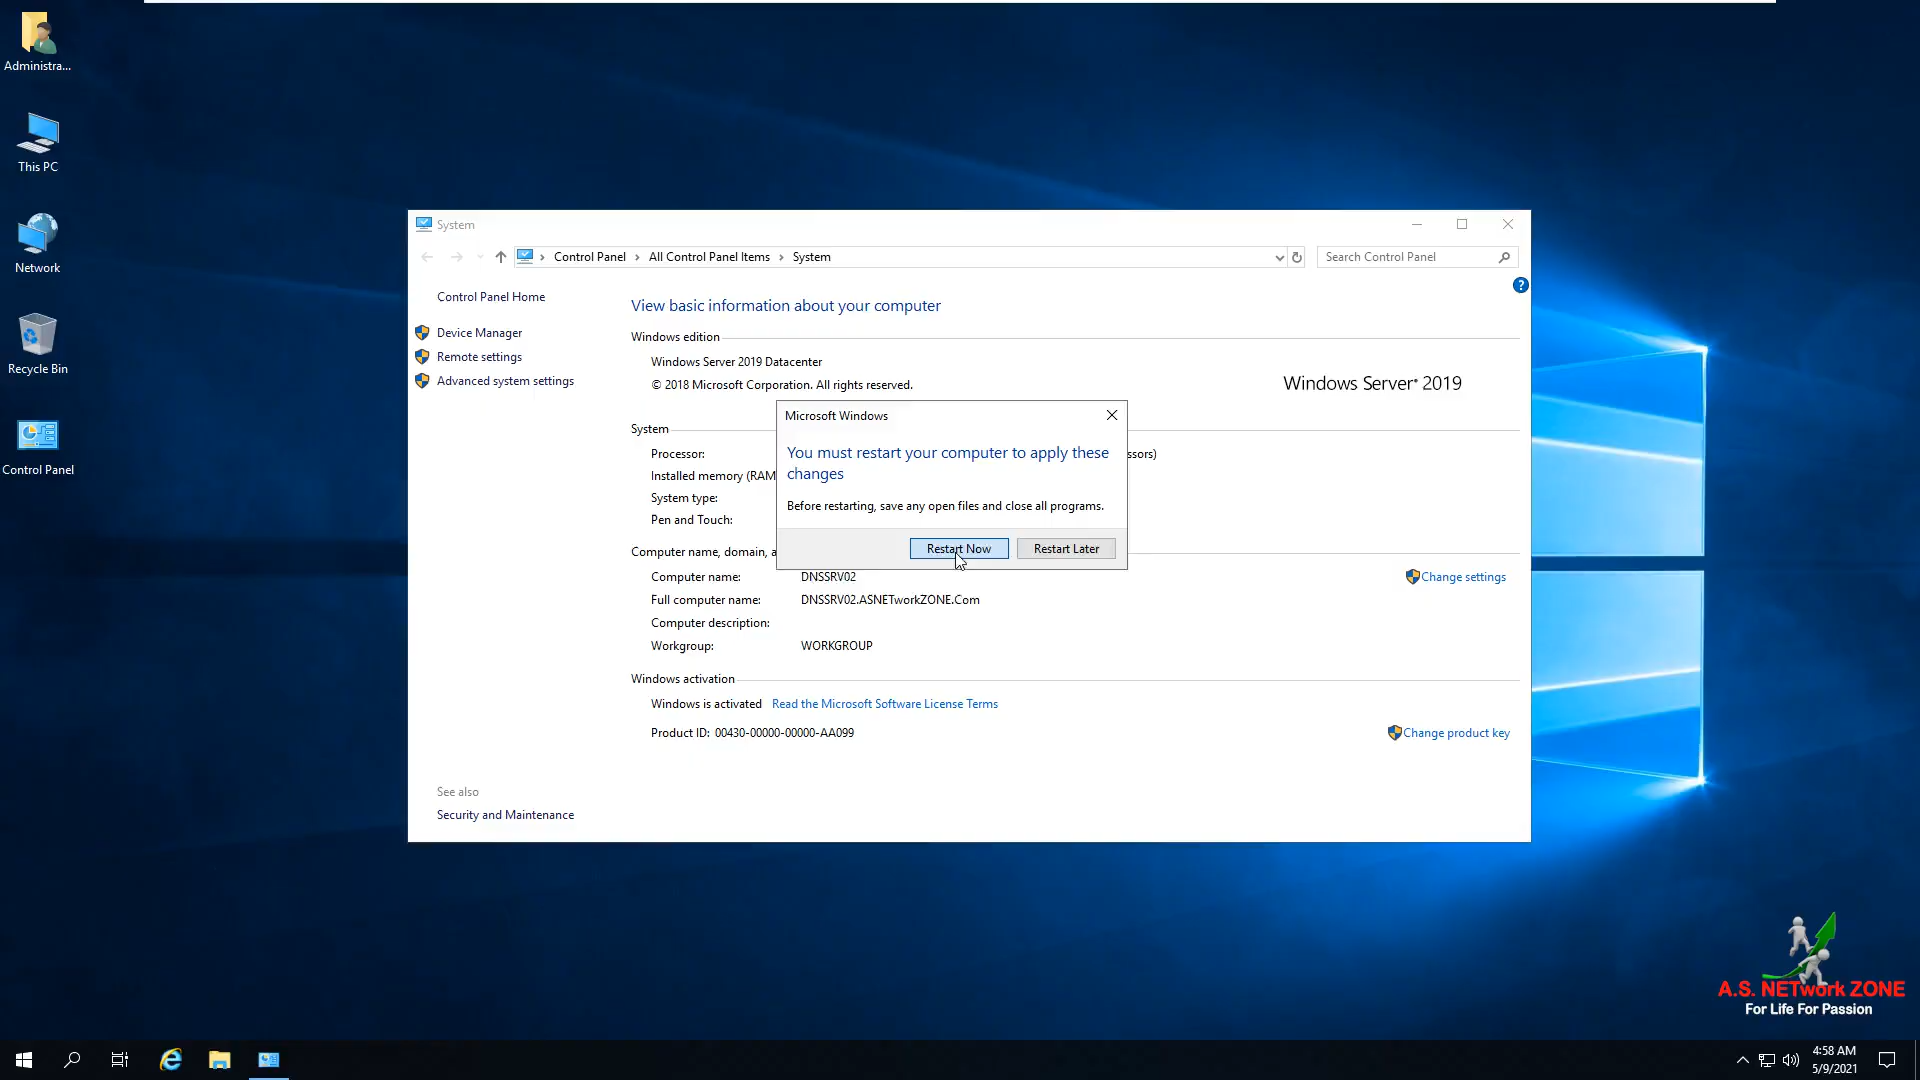 Administra...
This PC
Network
Recycle Bin
Control Panel
System
Control Panel
All Control Panel Items
System
Search Control Panel
Control Panel Home
Device Manager
Remote settings
Advanced system settings
See also
Security and Maintenance
View basic information about your computer
Windows edition
Windows Server 2019 Datacenter
© 2018 Microsoft Corporation. All rights reserved.
Windows Server 2019
System
Processor:
ssors)
Installed memory (RAM
System type:
Pen and Touch:
Microsoft Windows
You must restart your computer to apply these
changes
Before restarting, save any open files and close all programs.
Restart Now
Restart Later
Computer name, domain, a
Computer name:
DNSSRV02
Change settings
Full computer name:
DNSSRV02.ASNETworkZONE.Com
Computer description:
Workgroup:
WORKGROUP
Windows activation
Windows is activated
Read the Microsoft Software License Terms
Product ID: 00430-00000-00000-AA099
Change product key
A.S. NETwork ZONE
For Life For Passion
4:58 AM
5/9/2021